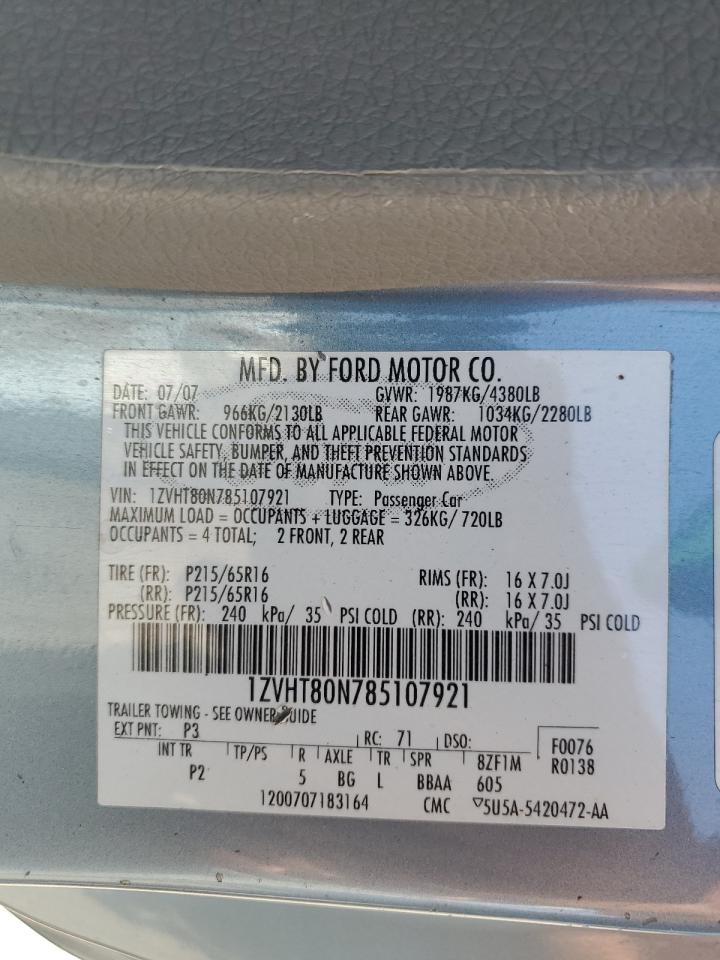 MFD. BY FORD MOTOR CO.
DATE: 07/07 GVWR: 1987KG/4380LB
FRONT GAWR: 966KG/2130LB REAR GAWR: 1034KG/2280LB
THIS VEHICLE CONFORMS TO ALL APPLICABLE FEDERAL MOTOR
VEHICLE SAFETY, BUMPER, AND THEFT PREVENTION STANDARDS
IN EFFECT ON THE DATE OF MANUFACTURE SHOWN ABOVE.
VIN: 1ZVHT80N785107921 TYPE: Passenger Car
MAXIMUM LOAD = OCCUPANTS + LUGGAGE = 326KG/ 720LB
OCCUPANTS = 4 TOTAL; 2 FRONT, 2 REAR
TIRE (FR): P215/65R16 RIMS (FR): 16 X 7.0J
(RR): P215/65R16 (RR): 16 X 7.0J
PRESSURE (FR): 240 kPa/ 35 PSI COLD (RR): 240 kPa/ 35 PSI COLD
1ZVHT80N785107921
TRAILER TOWING - SEE OWNER GUIDE
EXT PNT: P3 RC: 71 DSO: F0076
INT TR TP/PS R AXLE TR SPR 8ZF1M R0138
P2 5 BG L BBAA 605
1200707183164 CMC ▽5U5A-5420472-AA